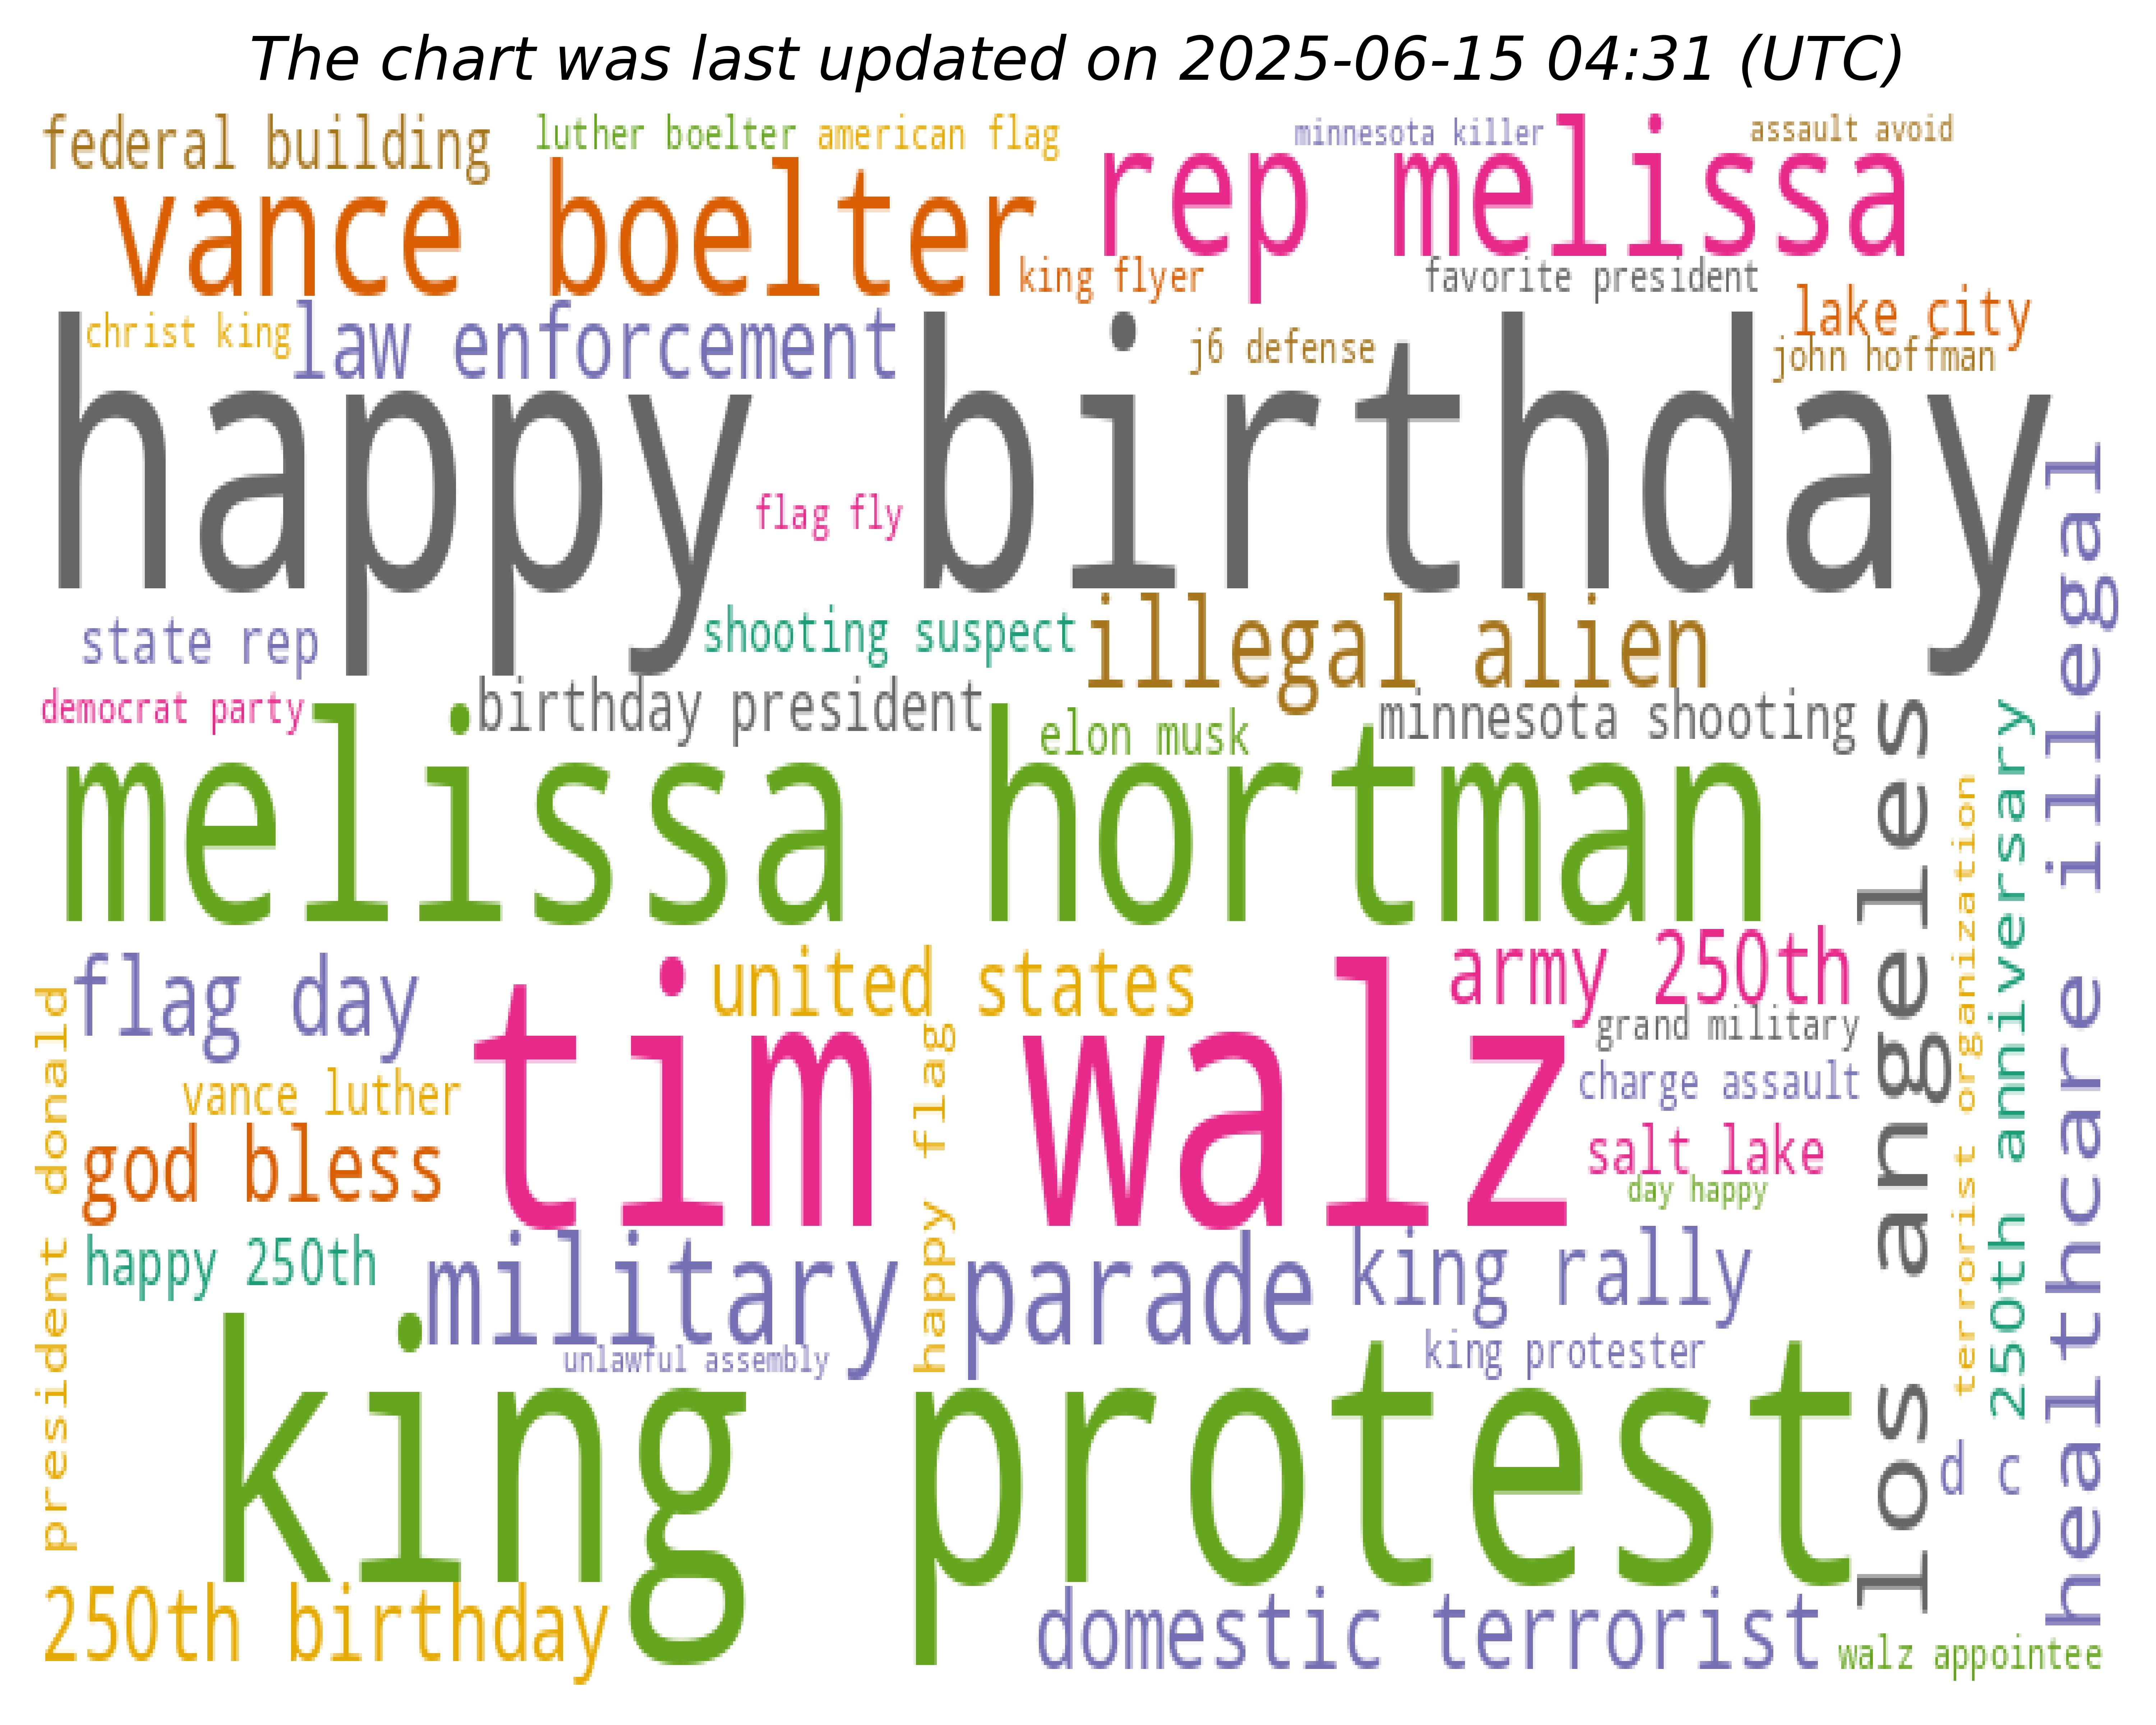 The chart was last updated on 2025-06-15 04:31 (UTC)
federal building
luther boelter
american flag
minnesota killer
assault avoid
vance boelter
rep melissa
king flyer
favorite president
lake city
christ king
law enforcement
j6 defense
john hoffman
happy birthday
flag fly
healthcare illegal
state rep
shooting suspect
illegal alien
democrat party
birthday president
elon musk
minnesota shooting
melissa hortman
los angeles
terrorist organization
250th anniversary
flag day
united states
army 250th
president donald
tim walz
happy flag
grand military
vance luther
charge assault
god bless
salt lake
day happy
happy 250th
military parade
king rally
unlawful assembly
king protester
king protest
d c
250th birthday
domestic terrorist
walz appointee